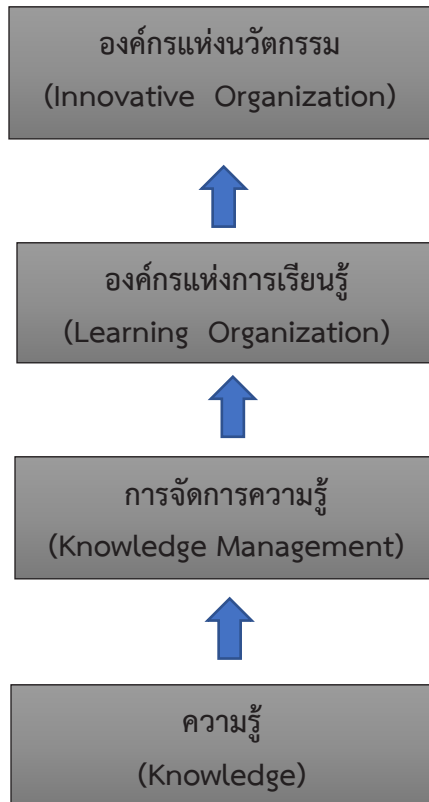 องค์กรแห่งนวัตกรรม
(Innovative Organization)
องค์กรแห่งการเรียนรู้
(Learning Organization)
การจัดการความรู้
(Knowledge Management)
ความรู้
(Knowledge)